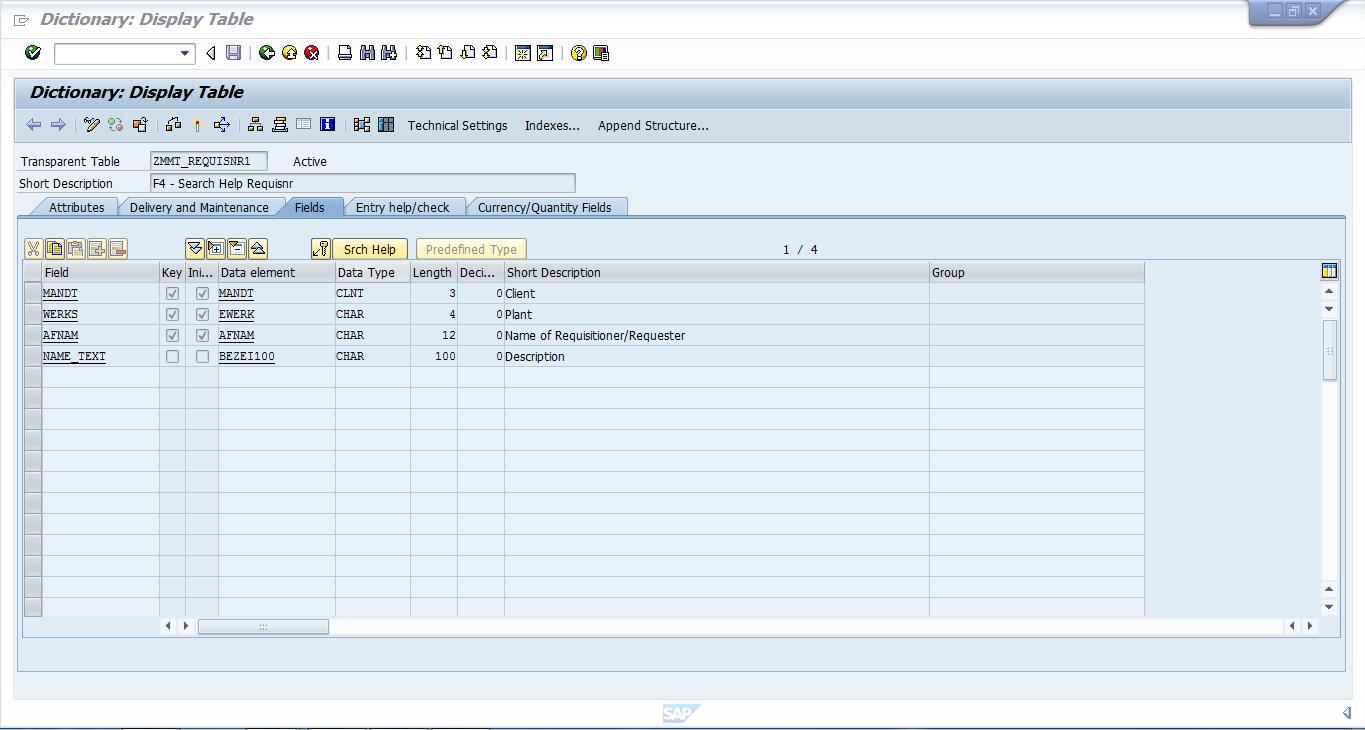 Dictionary: Display Table
Dictionary: Display Table
Technical Settings Indexes... Append Structure...
Transparent Table ZMMT_REQUISNR1 Active
Short Description F4 - Search Help Requisnr
Attributes Delivery and Maintenance Fields Entry help/check Currency/Quantity Fields
Srch Help Predefined Type 1 / 4
Field Key Ini... Data element Data Type Length Deci... Short Description Group
MANDT MANDT CLNT 3 0 Client
WERKS EWERK CHAR 4 0 Plant
AFNAM AFNAM CHAR 12 0 Name of Requisitioner/Requester
NAME_TEXT BEZEI100 CHAR 100 0 Description
SAP